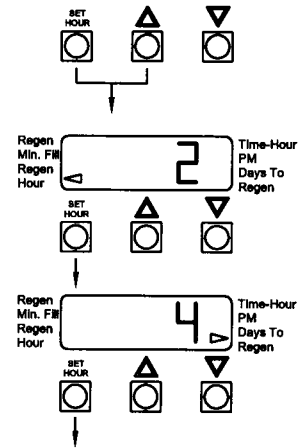 SET
HOUR
Regen
Min. Fill
Regen
Hour
2
Time-Hour
PM
Days To
Regen
SET
HOUR
Regen
Min. Fill
Regen
Hour
4
Time-Hour
PM
Days To
Regen
SET
HOUR